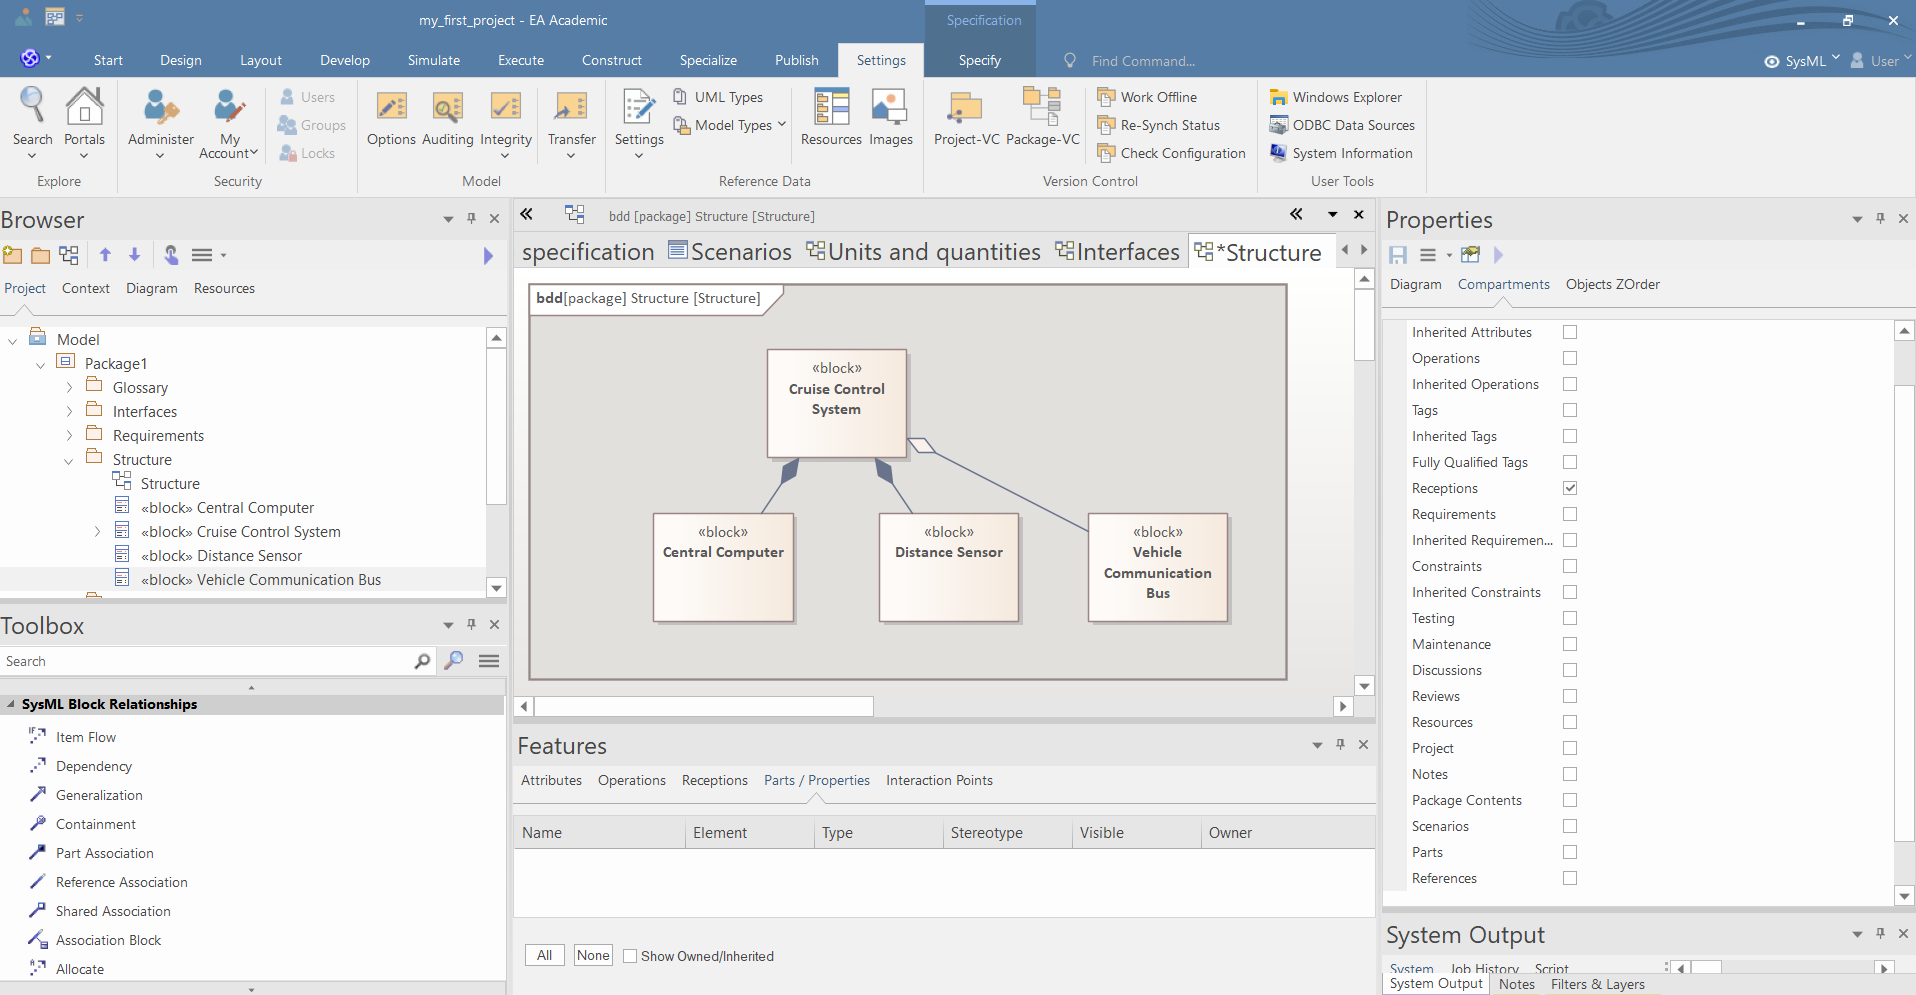 my_first_project - EA Academic
Specification
Start Design Layout Develop Simulate Execute Construct Specialize Publish Settings Specify Find Command... SysML User
Search Portals
Explore
Administer My Account Users Groups Locks
Security
Options Auditing Integrity Transfer
Model
Settings UML Types Model Types Resources Images
Reference Data
Project-VC Package-VC Work Offline Re-Synch Status Check Configuration
Version Control
Windows Explorer ODBC Data Sources System Information
User Tools
Browser
Project Context Diagram Resources
Model
Package1
Glossary
Interfaces
Requirements
Structure
Structure
«block» Central Computer
«block» Cruise Control System
«block» Distance Sensor
«block» Vehicle Communication Bus
Toolbox
Search
SysML Block Relationships
Item Flow
Dependency
Generalization
Containment
Part Association
Reference Association
Shared Association
Association Block
Allocate
bdd [package] Structure [Structure]
specification Scenarios Units and quantities Interfaces *Structure
bdd[package] Structure [Structure]
«block»
Cruise Control
System
«block»
Central Computer
«block»
Distance Sensor
«block»
Vehicle
Communication
Bus
Features
Attributes Operations Receptions Parts / Properties Interaction Points
Name Element Type Stereotype Visible Owner
All None Show Owned/Inherited
Properties
Diagram Compartments Objects ZOrder
Inherited Attributes
Operations
Inherited Operations
Tags
Inherited Tags
Fully Qualified Tags
Receptions
Requirements
Inherited Requiremen...
Constraints
Inherited Constraints
Testing
Maintenance
Discussions
Reviews
Resources
Project
Notes
Package Contents
Scenarios
Parts
References
System Output
System Job History Script
System Output Notes Filters & Layers